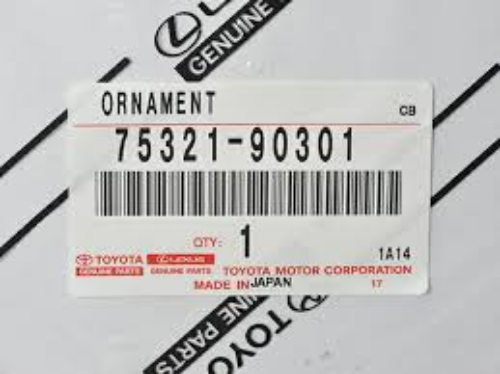 LEXUS
GENUINE
ORNAMENT
CB
75321-90301
QTY: 1
1A14
TOYOTA LEXUS
GENUINE PARTS GENUINE PARTS TOYOTA MOTOR CORPORATION
MADE IN JAPAN 17
TOYOTA
GENUINE PARTS